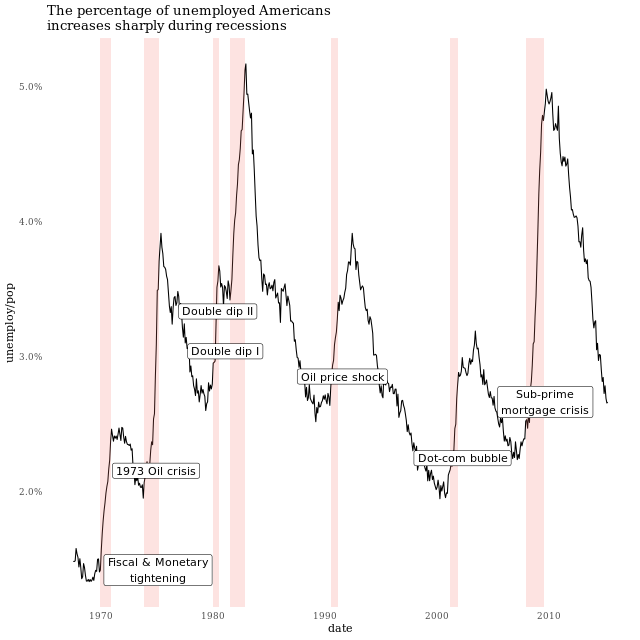 The percentage of unemployed Americans
increases sharply during recessions
5.0%
4.0%
3.0%
2.0%
unemploy/pop
Double dip II
Double dip I
Oil price shock
Sub-prime
mortgage crisis
Dot-com bubble
1973 Oil crisis
Fiscal & Monetary
tightening
1970
1980
1990
2000
2010
date